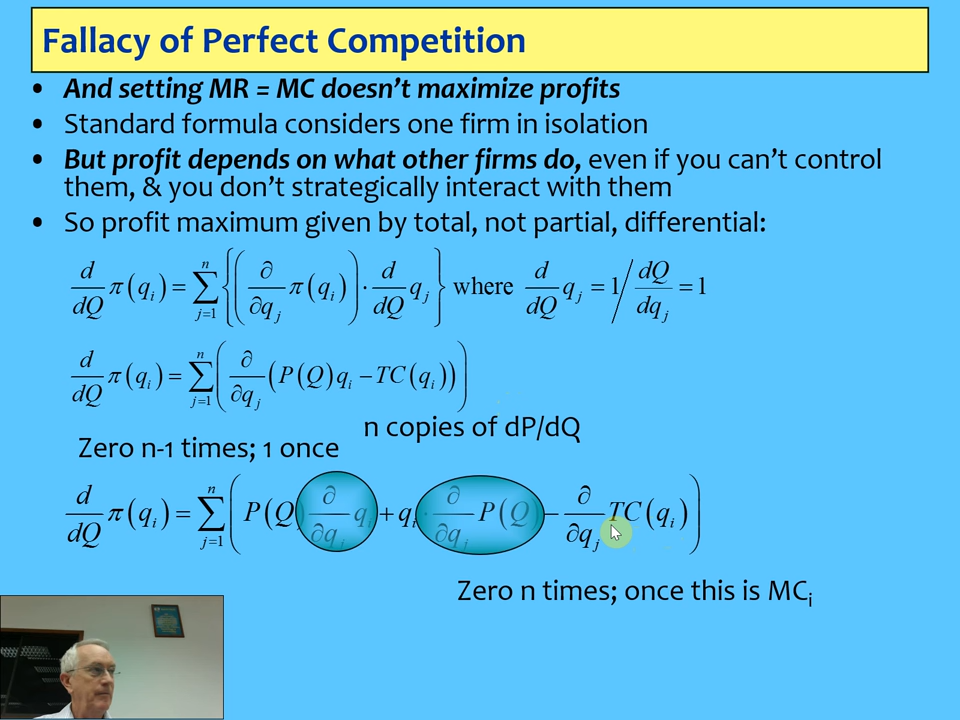 Fallacy of Perfect Competition
• And setting MR = MC doesn't maximize profits
• Standard formula considers one firm in isolation
• But profit depends on what other firms do, even if you can't control
them, & you don't strategically interact with them
• So profit maximum given by total, not partial, differential:
d/dQ π(q_i) = ∑_{j=1}^{n} {(∂/∂q_j π(q_i)) · d/dQ q_j} where d/dQ q_j = 1 / dQ/dq_j = 1
d/dQ π(q_i) = ∑_{j=1}^{n} (∂/∂q_j (P(Q)q_i − TC(q_i)))
n copies of dP/dQ
Zero n-1 times; 1 once
d/dQ π(q_i) = ∑_{j=1}^{n} (P(Q) ∂/∂q_j q_i + q_i · ∂/∂q_j P(Q) − ∂/∂q_j TC(q_i))
Zero n times; once this is MC_i